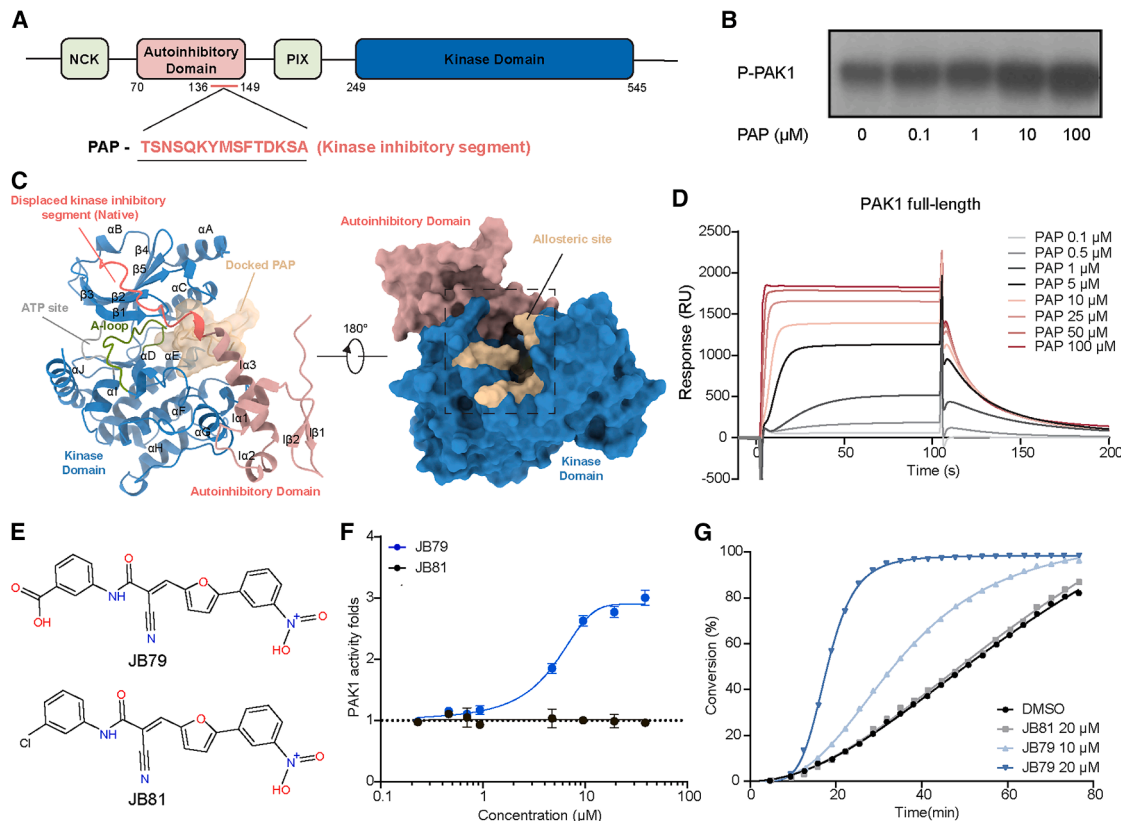 A
NCK
Autoinhibitory
Domain
PIX
Kinase Domain
70
136
149
249
545
PAP - TSNSQKYMSFTDKSA (Kinase inhibitory segment)
B
P-PAK1
PAP (µM) 0 0.1 1 10 100
C
Displaced kinase inhibitory
segment (Native)
αB
αA
β4
β5
Docked PAP
β3
β2
αC
β1
ATP site
A-loop
αD
αE
αJ
Iα3
αI
αF
Iα1
αG
Iβ2
Iβ1
αH
Iα2
Kinase
Domain
Autoinhibitory Domain
180°
Autoinhibitory Domain
Allosteric site
Kinase
Domain
D
PAK1 full-length
Response (RU)
2500
2000
1500
1000
500
0
-500
50
100
150
200
Time (s)
PAP 0.1 µM
PAP 0.5 µM
PAP 1 µM
PAP 5 µM
PAP 10 µM
PAP 25 µM
PAP 50 µM
PAP 100 µM
E
O
O
O
N+
O
NH
OH
N
HO
JB79
O
O
N+
O
NH
Cl
N
HO
JB81
F
JB79
JB81
PAK1 activity folds
4
3
2
1
0
0.1
1
10
100
Concentration (µM)
G
Conversion (%)
100
80
60
40
20
0
0
20
40
60
80
Time(min)
DMSO
JB81 20 µM
JB79 10 µM
JB79 20 µM